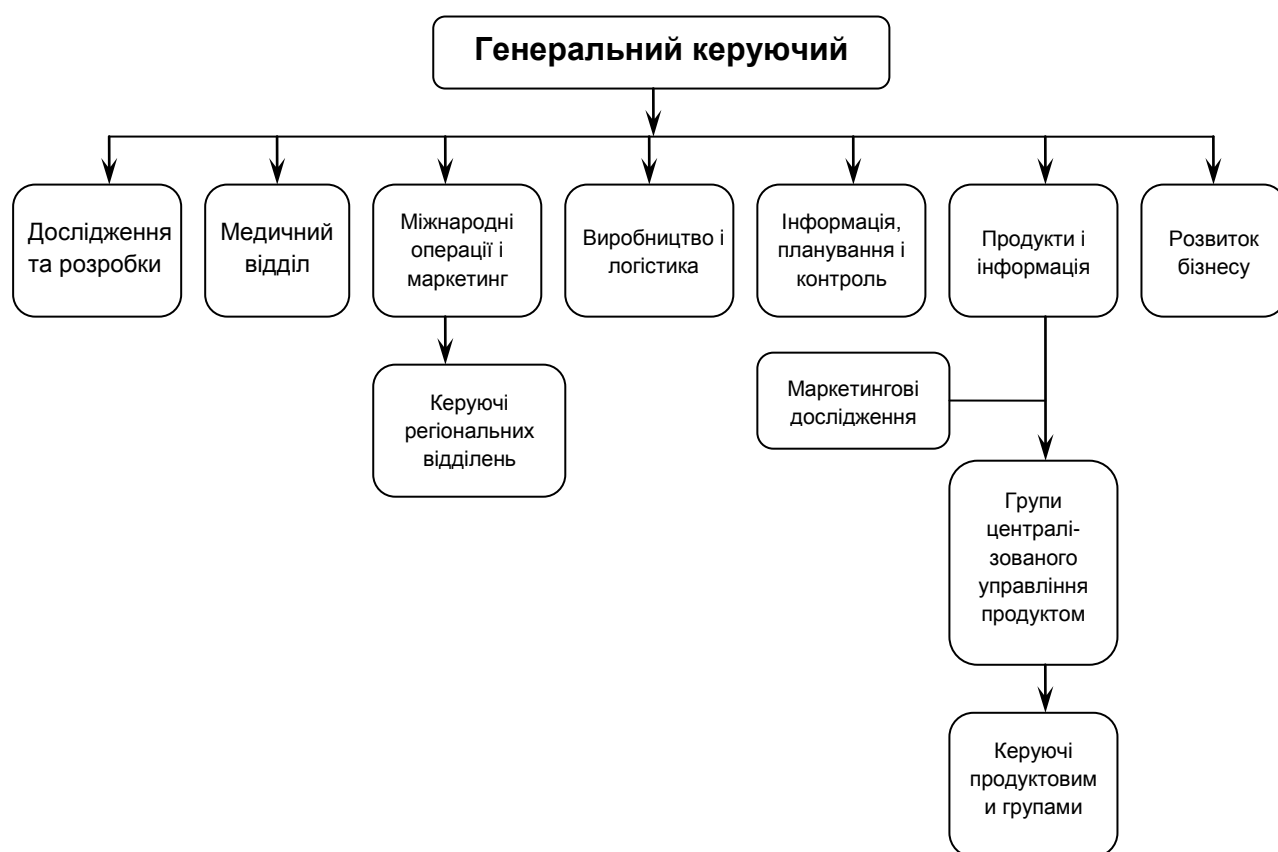 Генеральний керуючий
Дослідження
та розробки
Медичний
відділ
Міжнародні
операції і
маркетинг
Виробництво і
логістика
Інформація,
планування і
контроль
Продукти і
інформація
Розвиток
бізнесу
Керуючі
регіональних
відділень
Маркетингові
дослідження
Групи
централі-
зованого
управління
продуктом
Керуючі
продуктовим
и групами